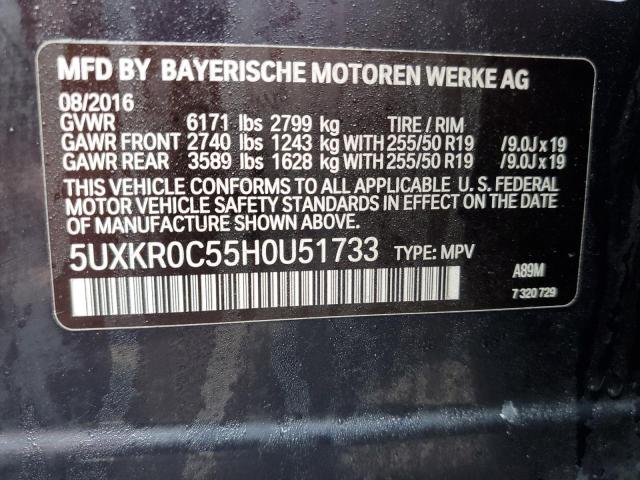 MFD BY BAYERISCHE MOTOREN WERKE AG
08/2016
GVWR 6171 lbs 2799 kg TIRE / RIM
GAWR FRONT 2740 lbs 1243 kg WITH 255/50 R19 /9.0J x 19
GAWR REAR 3589 lbs 1628 kg WITH 255/50 R19 /9.0J x 19
THIS VEHICLE CONFORMS TO ALL APPLICABLE U. S. FEDERAL
MOTOR VEHICLE SAFETY STANDARDS IN EFFECT ON THE DATE
OF MANUFACTURE SHOWN ABOVE.
5UXKR0C55H0U51733 TYPE: MPV
A89M
7 320 729